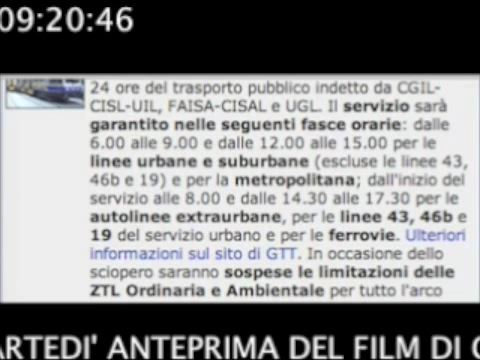 09:20:46
24 ore del trasporto pubblico indetto da CGIL-
CISL-UIL, FAISA-CISAL e UGL. Il servizio sarà
garantito nelle seguenti fasce orarie: dalle
6.00 alle 9.00 e dalle 12.00 alle 15.00 per le
linee urbane e suburbane (escluse le linee 43,
46b e 19) e per la metropolitana; dall'inizio del
servizio alle 8.00 e dalle 14.30 alle 17.30 per le
autolinee extraurbane, per le linee 43, 46b e
19 del servizio urbano e per le ferrovie. Ulteriori
informazioni sul sito di GTT. In occasione dello
sciopero saranno sospese le limitazioni delle
ZTL Ordinaria e Ambientale per tutto l'arco
ARTEDI' ANTEPRIMA DEL FILM DI